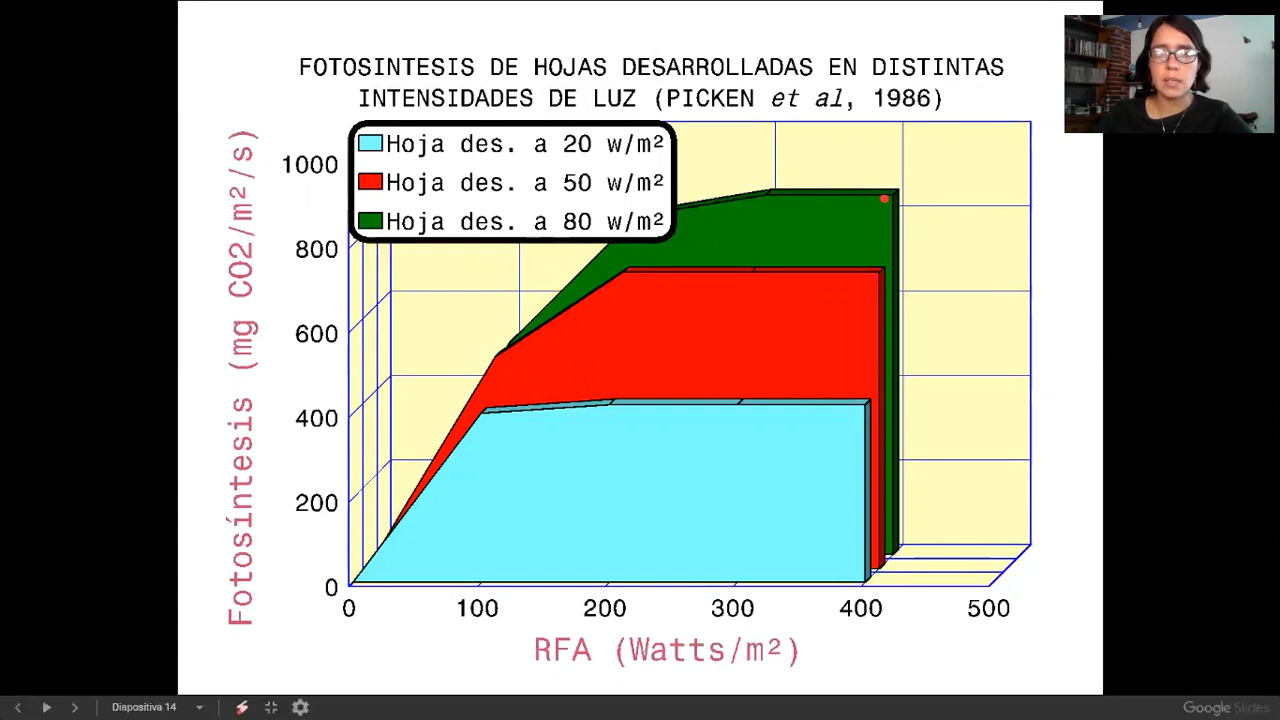 FOTOSINTESIS DE HOJAS DESARROLLADAS EN DISTINTAS
INTENSIDADES DE LUZ (PICKEN et al, 1986)
Hoja des. a 20 w/m²
Hoja des. a 50 w/m²
Hoja des. a 80 w/m²
Fotosíntesis (mg CO2/m²/s)
1000
800
600
400
200
0
0 100 200 300 400 500
RFA (Watts/m²)
Diapositiva 14
Google Slides